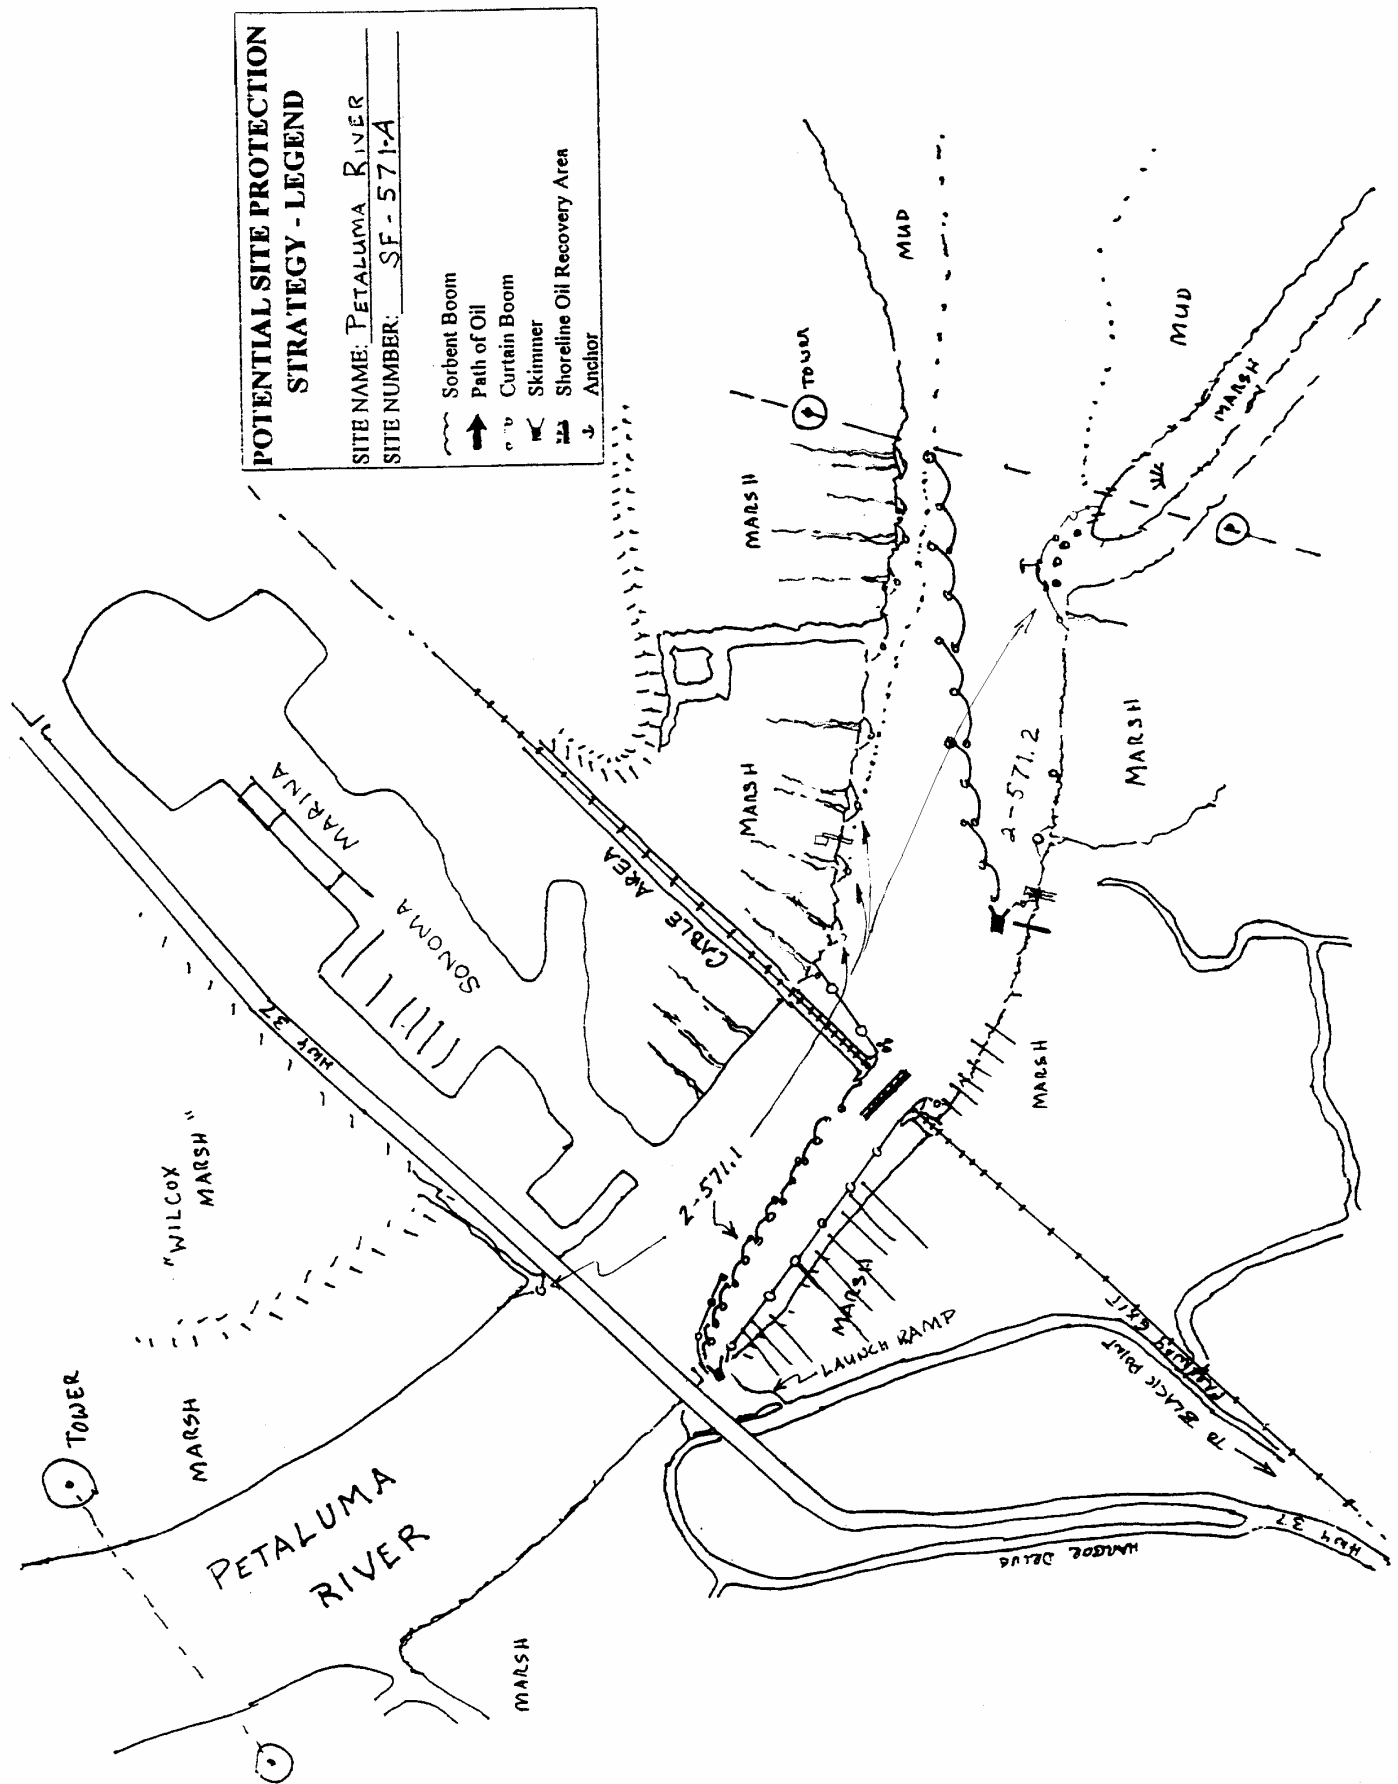 POTENTIAL SITE PROTECTION
STRATEGY - LEGEND
SITE NAME: PETALUMA RIVER
SITE NUMBER: SF - 571-A
Sorbent Boom
Path of Oil
Curtain Boom
Skimmer
Shoreline Oil Recovery Area
Anchor
TOWER
MARSH
"WILCOX
MARSH"
HWY 37
SONOMA
MARINA
CABLE AREA
MARSH
MARSH
TOWER
MUD
MUD
MARSH
PETALUMA
RIVER
MARSH
2-571.1
2-571.2
MARSH
MARSH
MARSH
LAUNCH RAMP
TO BLACK POINT
EXIT
HARBOR DRIVE
HWY 37